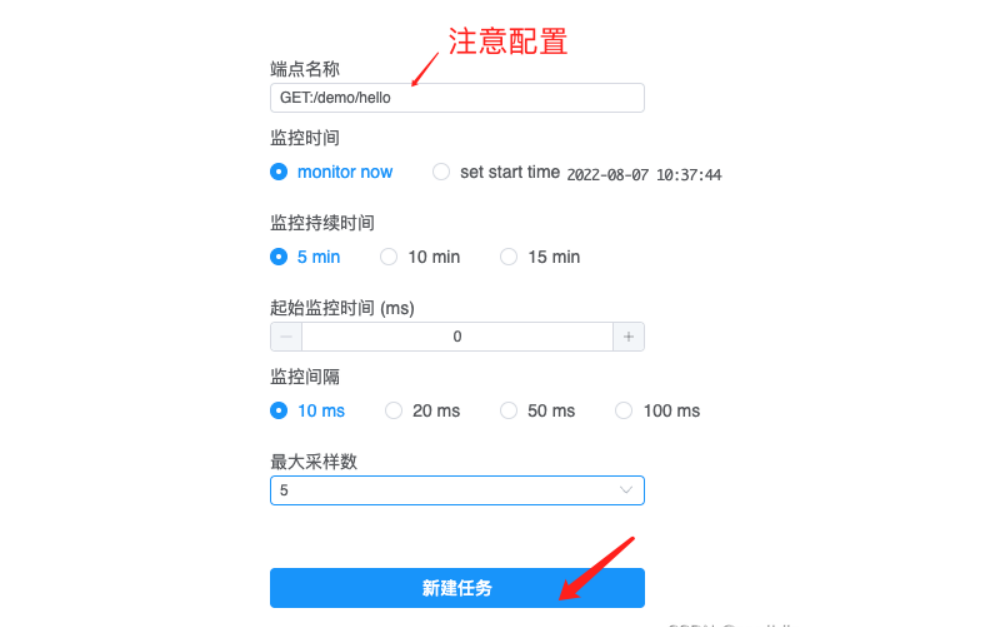 注意配置
端点名称
GET:/demo/hello
监控时间
monitor now set start time 2022-08-07 10:37:44
监控持续时间
5 min 10 min 15 min
起始监控时间 (ms)
0
监控间隔
10 ms 20 ms 50 ms 100 ms
最大采样数
5
新建任务